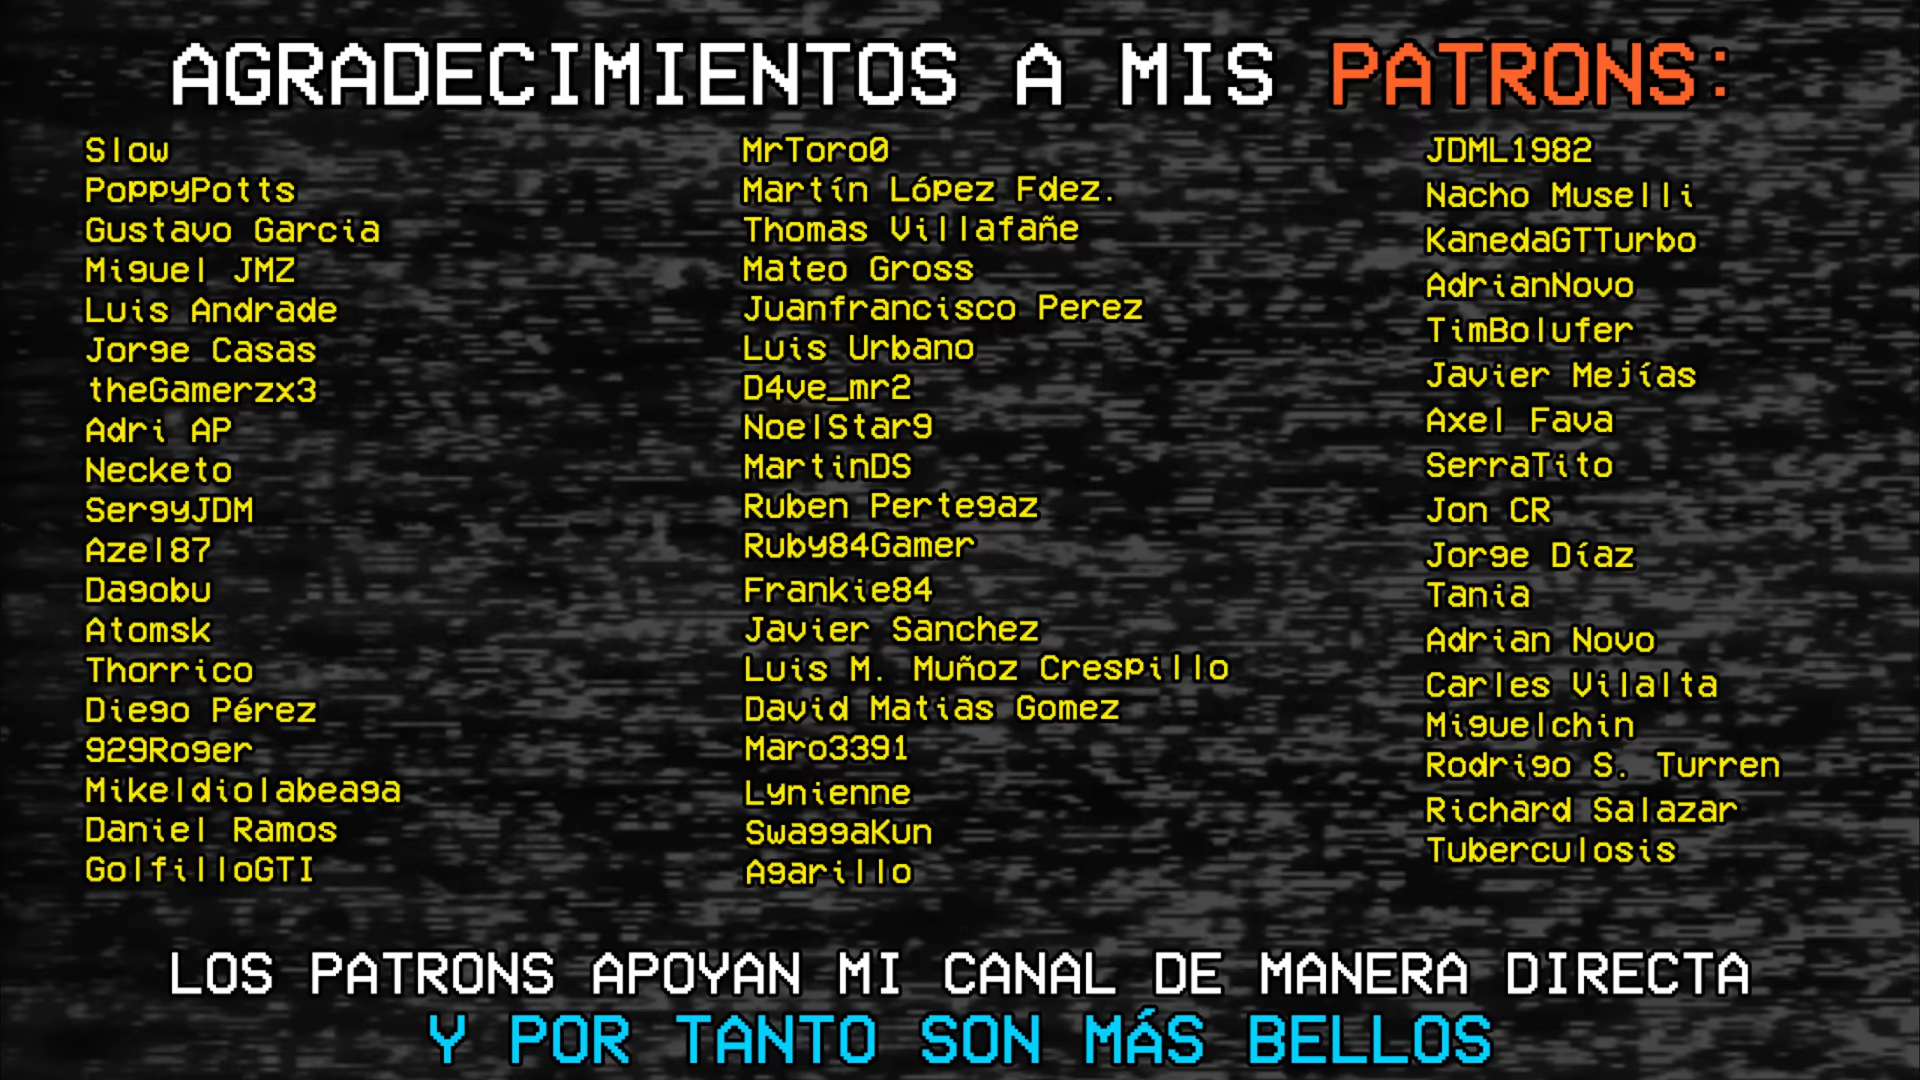 AGRADECIMIENTOS A MIS PATRONS:
Slow
PoppyPotts
Gustavo Garcia
Miguel JMZ
Luis Andrade
Jorge Casas
theGamerzx3
Adri AP
Necketo
SergyJDM
Azel87
Dagobu
Atomsk
Thorrico
Diego Pérez
929Roger
Mikeldiolabeaga
Daniel Ramos
GolfilloGTI
MrToro0
Martín López Fdez.
Thomas Villafañe
Mateo Gross
Juanfrancisco Perez
Luis Urbano
D4ve_mr2
NoelStar9
MartinDS
Ruben Pertegaz
Ruby84Gamer
Frankie84
Javier Sanchez
Luis M. Muñoz Crespillo
David Matias Gomez
Maro3391
Lynienne
SwaggaKun
Agarillo
JDML1982
Nacho Muselli
KanedaGTTurbo
AdrianNovo
TimBolufer
Javier Mejías
Axel Fava
SerraTito
Jon CR
Jorge Díaz
Tania
Adrian Novo
Carles Vilalta
Miguelchin
Rodrigo S. Turren
Richard Salazar
Tuberculosis
LOS PATRONS APOYAN MI CANAL DE MANERA DIRECTA
Y POR TANTO SON MÁS BELLOS